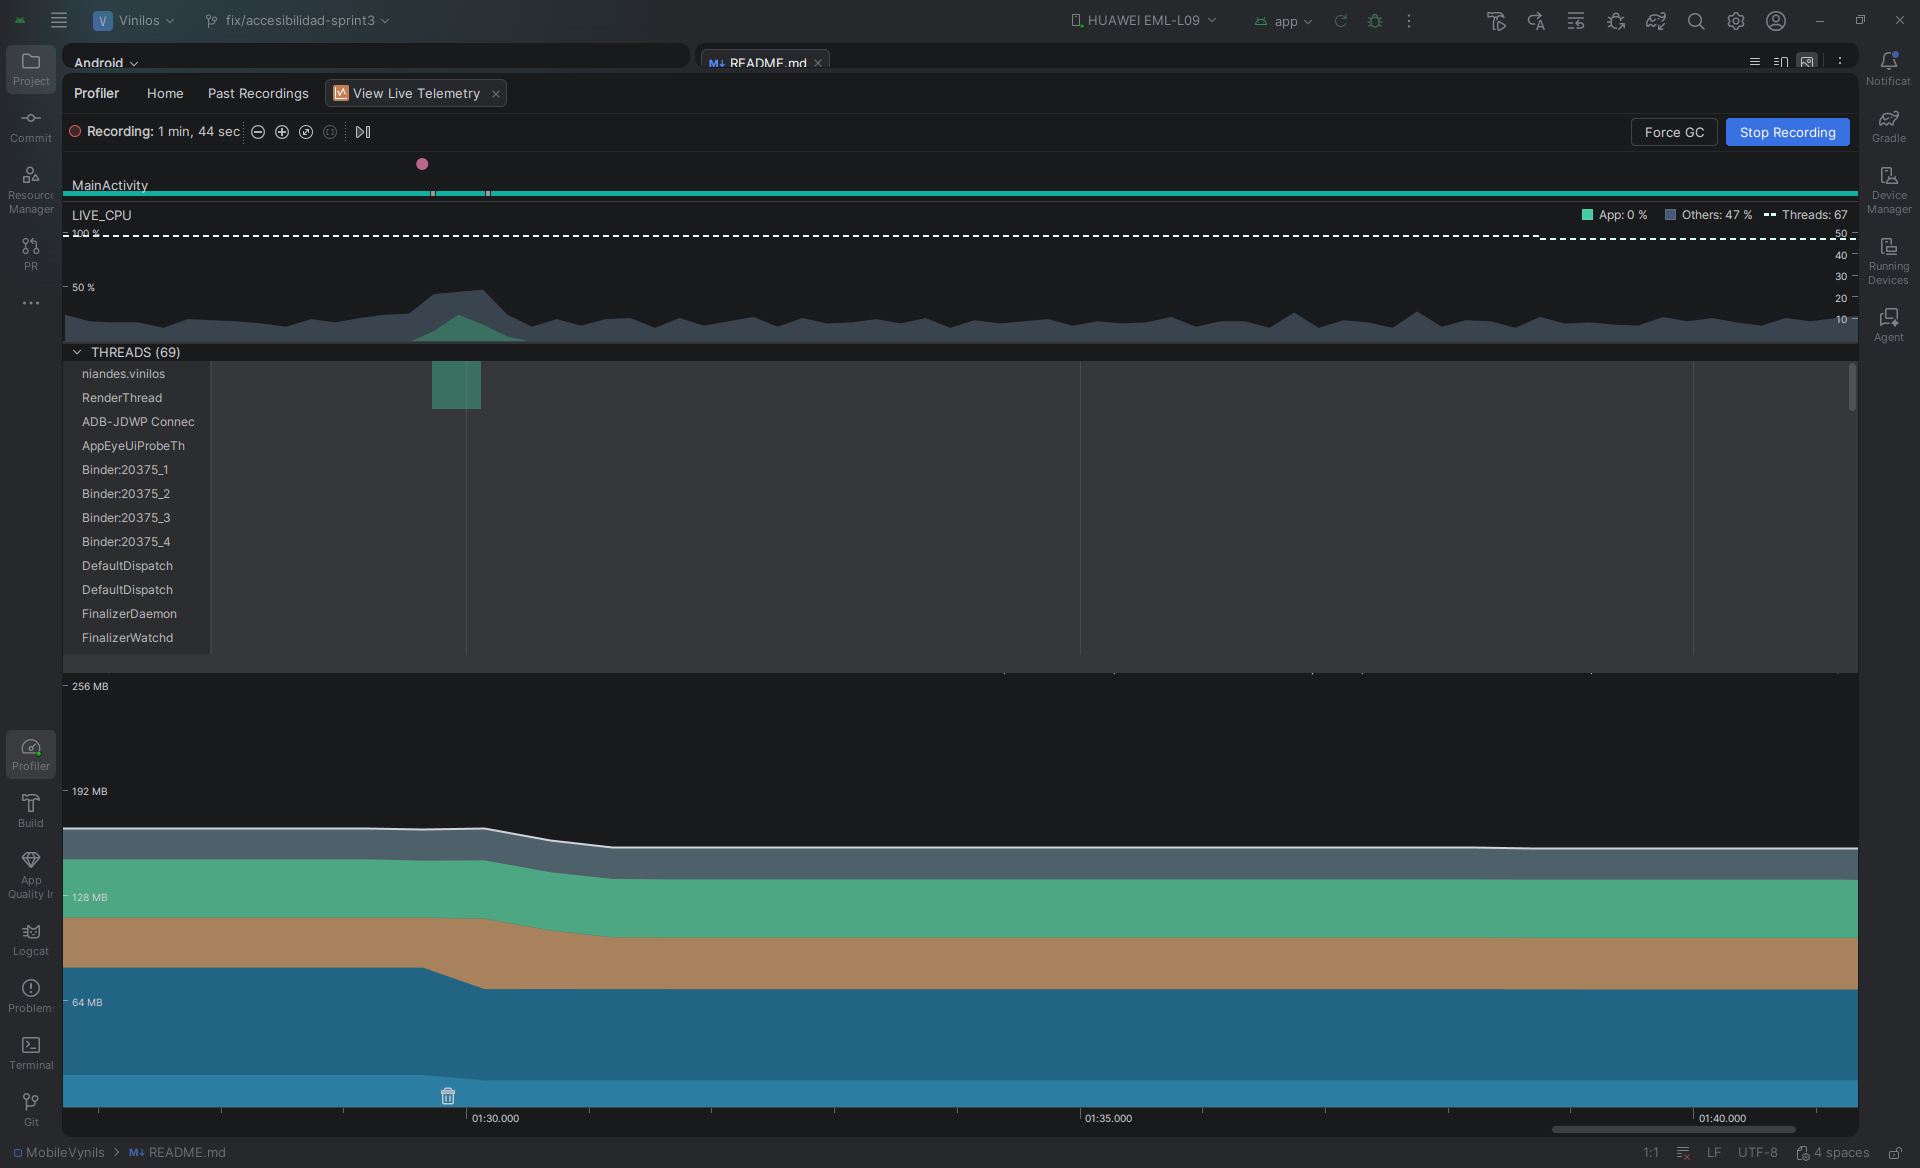 V Vinilos fix/accesibilidad-sprint3 HUAWEI EML-L09 app
Project
Commit
Resource
Manager
PR
Profiler
Build
App
Quality In
Logcat
Problems
Terminal
Git
Android README.md
Profiler Home Past Recordings View Live Telemetry
Recording: 1 min, 44 sec Force GC Stop Recording
MainActivity
LIVE_CPU App: 0 % Others: 47 % Threads: 67
100 % 50
40
50 % 30
20
10
THREADS (69)
niandes.vinilos
RenderThread
ADB-JDWP Connec
AppEyeUiProbeTh
Binder:20375_1
Binder:20375_2
Binder:20375_3
Binder:20375_4
DefaultDispatch
DefaultDispatch
FinalizerDaemon
FinalizerWatchd
256 MB
192 MB
128 MB
64 MB
01:30.000 01:35.000 01:40.000
Notificat
Gradle
Device
Manager
Running
Devices
Agent
MobileVynils README.md 1:1 LF UTF-8 4 spaces